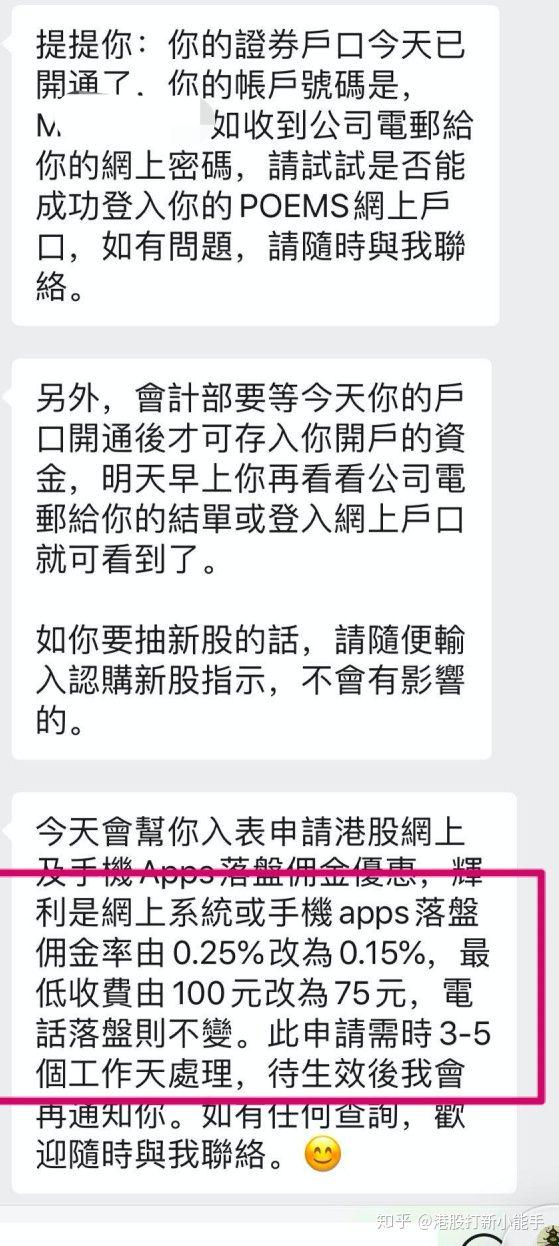 提提你：你的證券戶口今天已
開通了，你的帳戶號碼是，
M 如收到公司電郵給
你的網上密碼，請試試是否能
成功登入你的POEMS網上戶
口，如有問題，請隨時與我聯
絡。
另外，會計部要等今天你的戶
口開通後才可存入你開戶的資
金，明天早上你再看看公司電
郵給你的結單或登入網上戶口
就可看到了。
如你要抽新股的話，請隨便輸
入認購新股指示，不會有影響
的。
今天會幫你入表申請港股網上
及手機Apps落盤佣金優惠，輝
利是網上系統或手機apps落盤
佣金率由0.25%改為0.15%，最
低收費由100元改為75元，電
話落盤則不變。此申請需時3-5
個工作天處理，待生效後我會
再通知你。如有任何查詢，歡
迎隨時與我聯絡。😊
知乎 @港股打新小能手